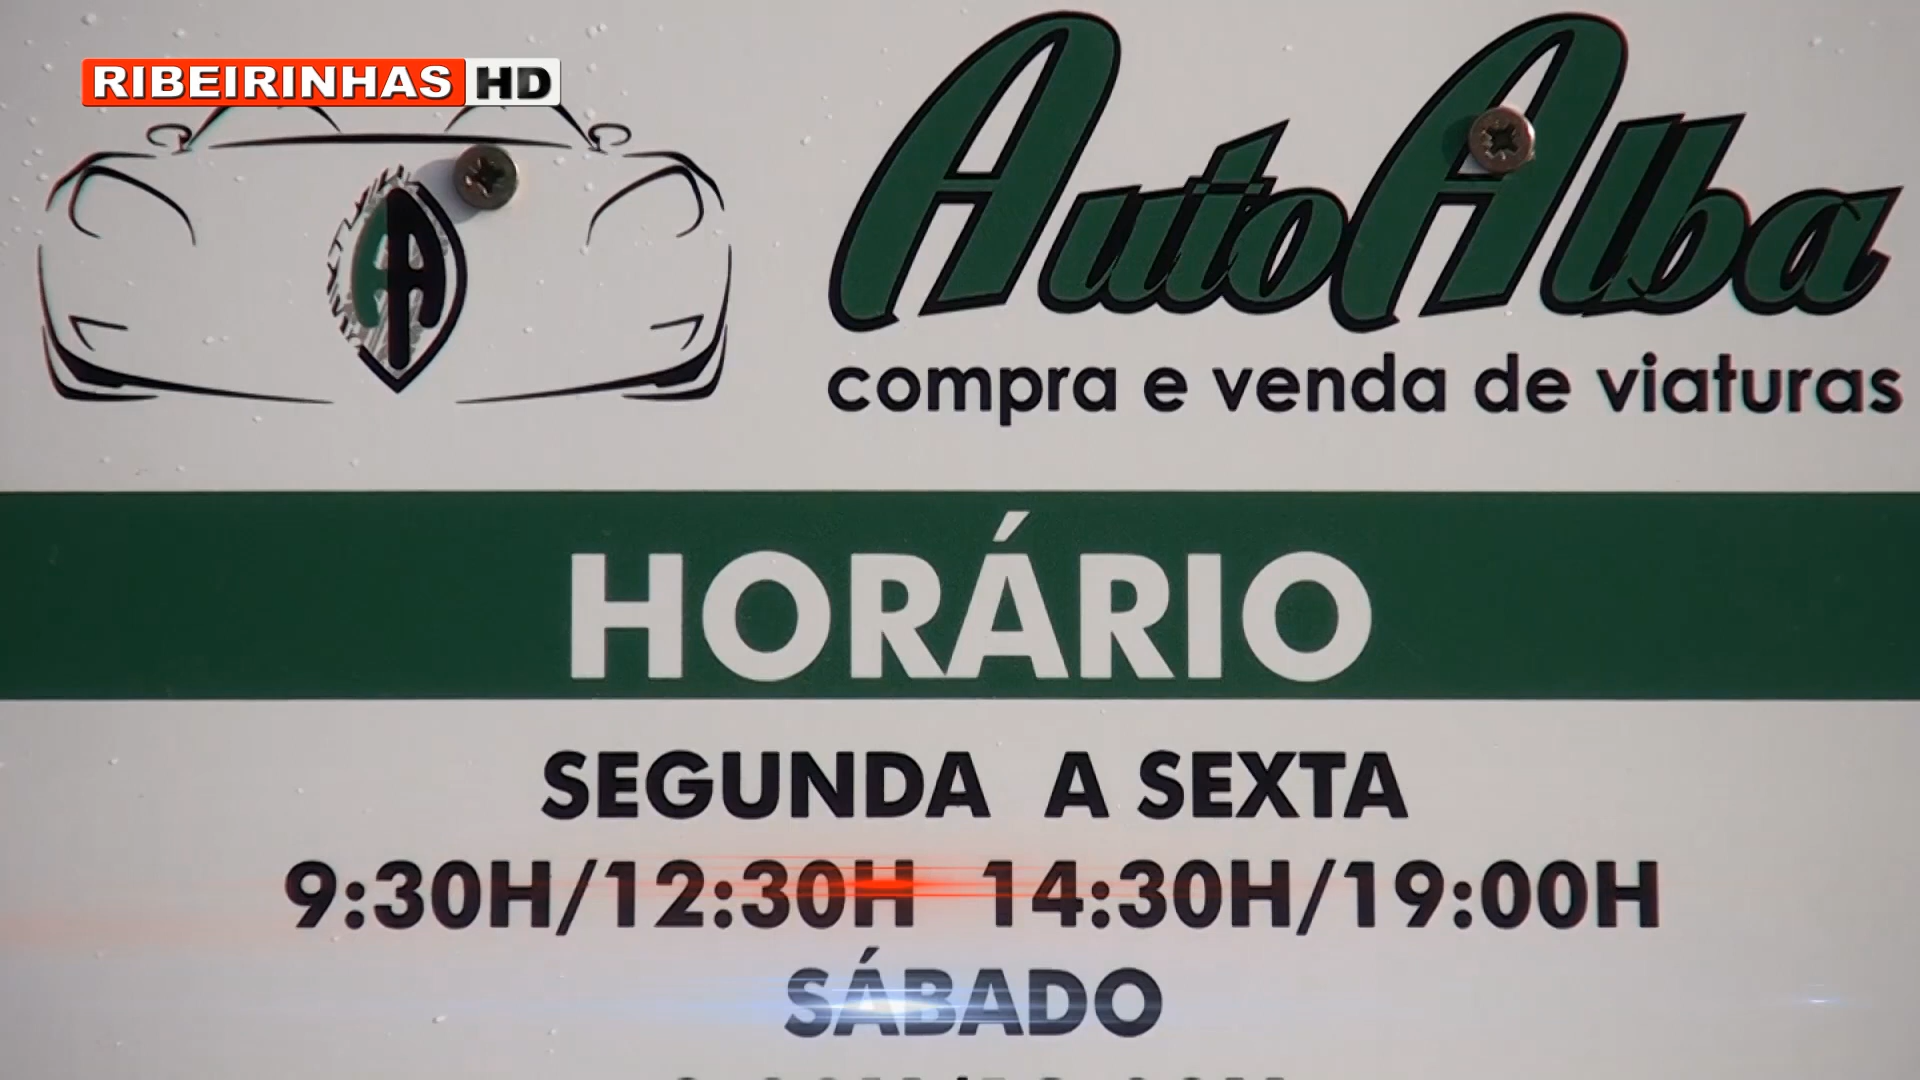 RIBEIRINHAS HD
AA
AutoAlba
compra e venda de viaturas
HORÁRIO
SEGUNDA A SEXTA
9:30H/12:30H 14:30H/19:00H
SÁBADO